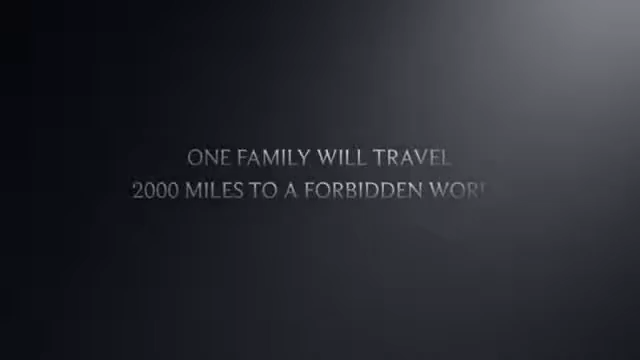 ONE FAMILY WILL TRAVEL
2000 MILES TO A FORBIDDEN